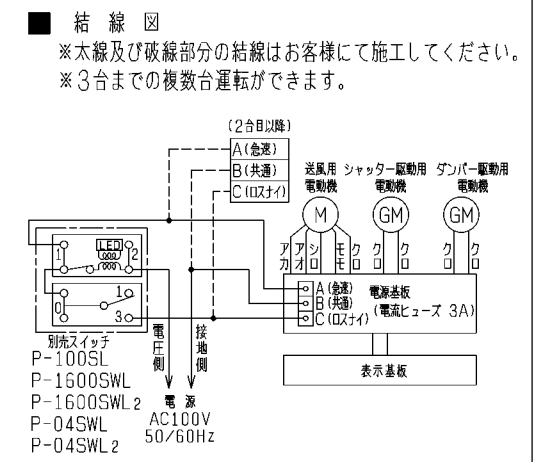 ■ 結線図
※太線及び破線部分の結線はお客様にて施工してください。
※3台までの複数台運転ができます。
(2台目以降)
A(急速)
B(共通)
C(ロスナイ)
送風用 シャッター駆動用 ダンパー駆動用
電動機 電動機 電動機
M GM GM
アカ アオ シロ モモ クロ クロ クロ クロ クロ
LED
1 2
0 1 3
A(急速)
B(共通)
C(ロスナイ)
電源基板
(電流ヒューズ 3A)
表示基板
電圧側
接地側
別売スイッチ
P-100SL
P-1600SWL
P-1600SWL2
P-04SWL
P-04SWL2
電源
AC100V
50/60Hz